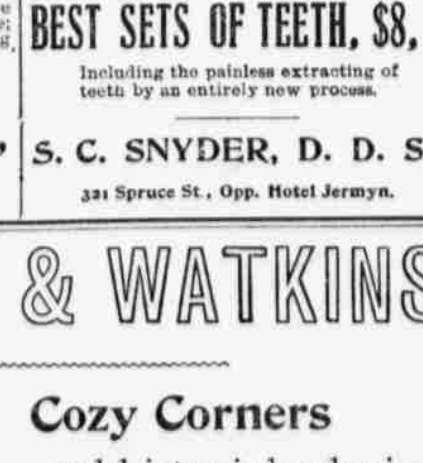 BEST SETS OF TEETH, $8,
Including the painless extracting of
teeth by an entirely new process.
S. C. SNYDER, D. D. S
321 Spruce St., Opp. Hotel Jermyn.
& WATKINS
Cozy Corners